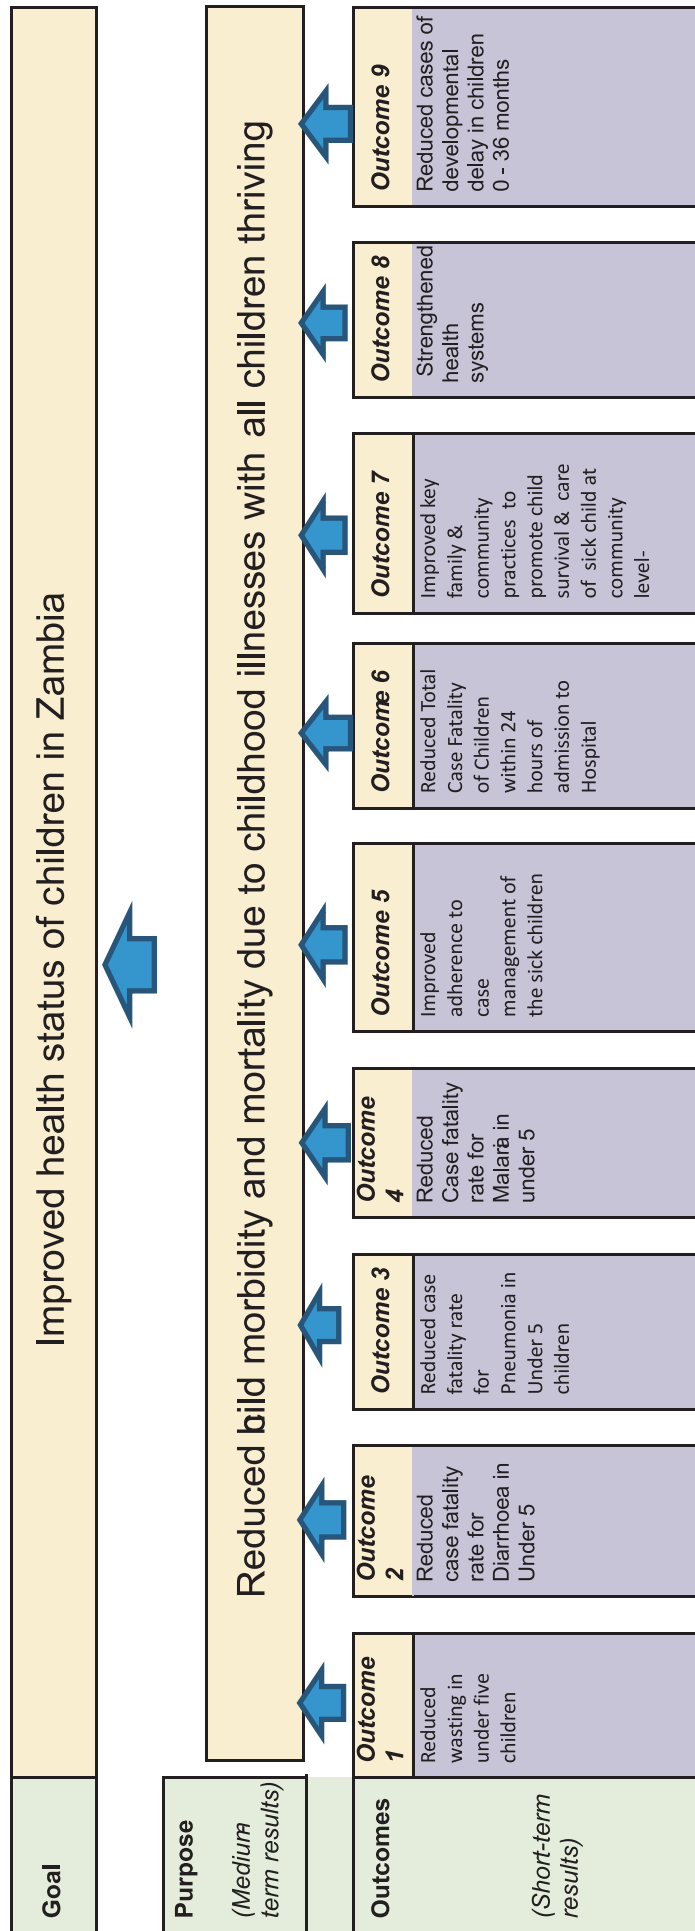 Goal
Improved health status of children in Zambia
Purpose
(Medium
term results)
Reduced bild morbidity and mortality due to childhood illnesses with all children thriving
Outcomes
(Short-term
results)
Outcome
1
Reduced
wasting in
under five
children
Outcome
2
Reduced
case fatality
rate for
Diarrhoea in
Under 5
Outcome 3
Reduced case
fatality rate
for
Pneumonia in
Under 5
children
Outcome
4
Reduced
Case fatality
rate for
Malaria in
under 5
Outcome 5
Improved
adherence to
case
management of
the sick children
Outcome 6
Reduced Total
Case Fatality
of Children
within 24
hours of
admission to
Hospital
Outcome 7
Improved key
family &
community
practices to
promote child
survival & care
of sick child at
community
level-
Outcome 8
Strengthened
health
systems
Outcome 9
Reduced cases of
developmental
delay in children
0 - 36 months